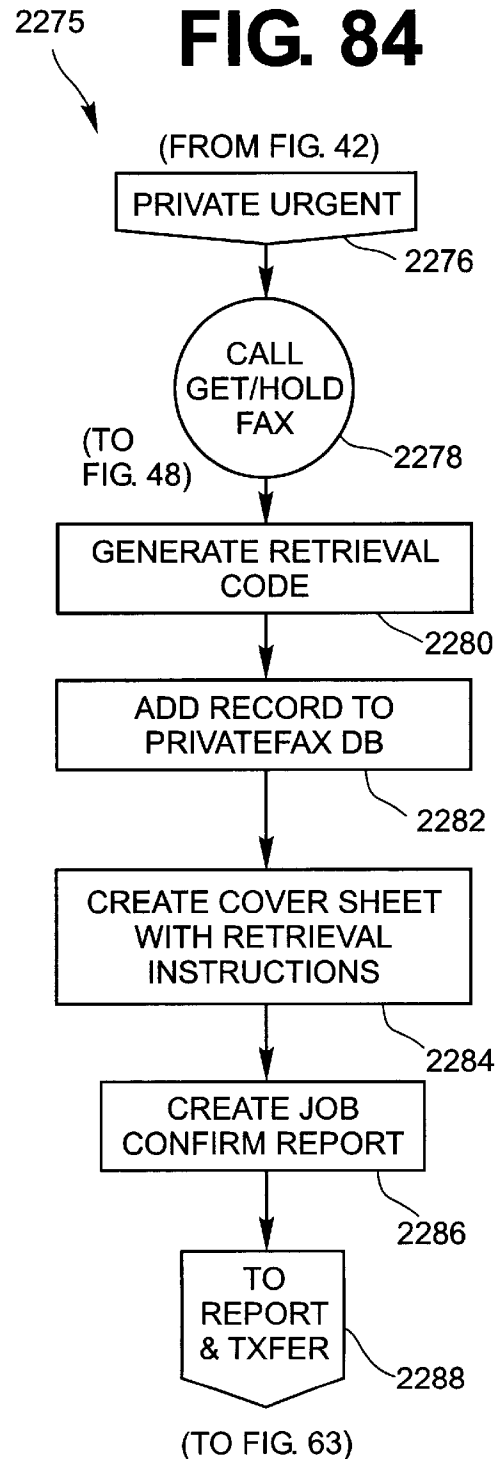 2275
FIG. 84
(FROM FIG. 42)
PRIVATE URGENT
2276
CALL
GET/HOLD
FAX
2278
(TO
FIG. 48)
GENERATE RETRIEVAL
CODE
2280
ADD RECORD TO
PRIVATEFAX DB
2282
CREATE COVER SHEET
WITH RETRIEVAL
INSTRUCTIONS
2284
CREATE JOB
CONFIRM REPORT
2286
TO
REPORT
& TXFER
2288
(TO FIG. 63)